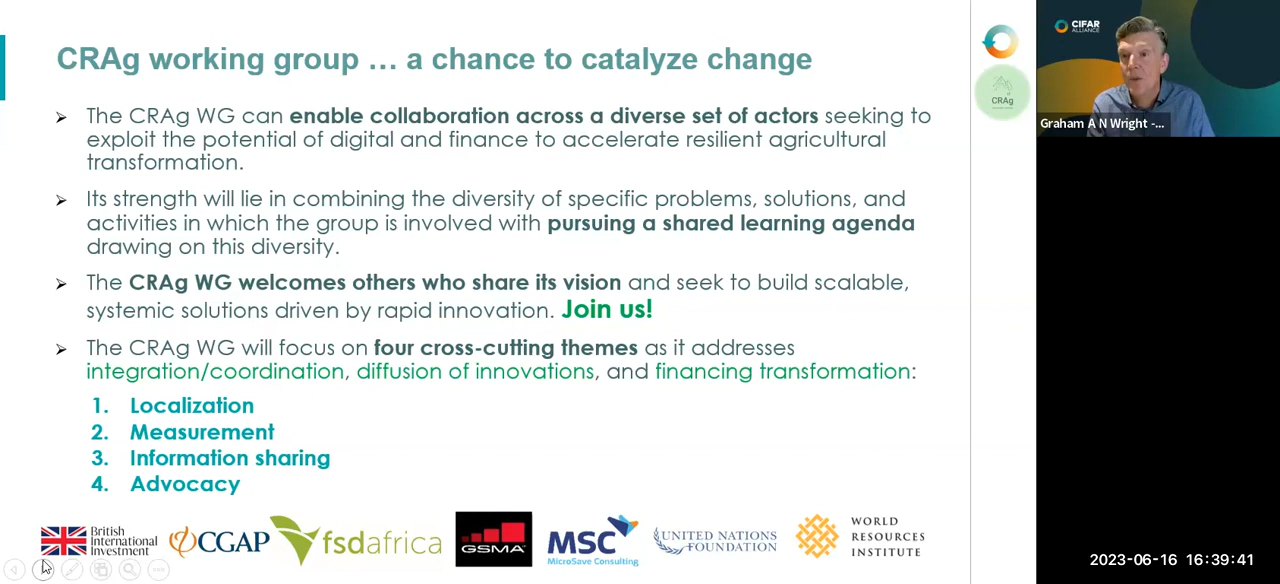 CRAg working group … a chance to catalyze change
➢ The CRAg WG can enable collaboration across a diverse set of actors seeking to
exploit the potential of digital and finance to accelerate resilient agricultural
transformation.
➢ Its strength will lie in combining the diversity of specific problems, solutions, and
activities in which the group is involved with pursuing a shared learning agenda
drawing on this diversity.
➢ The CRAg WG welcomes others who share its vision and seek to build scalable,
systemic solutions driven by rapid innovation. Join us!
➢ The CRAg WG will focus on four cross-cutting themes as it addresses
integration/coordination, diffusion of innovations, and financing transformation:
1. Localization
2. Measurement
3. Information sharing
4. Advocacy
British
International
Investment
CGAP
fsdafrica
GSMA
MSC
MicroSave Consulting
UNITED NATIONS
FOUNDATION
WORLD
RESOURCES
INSTITUTE
CRAg
CIFAR
ALLIANCE
Graham A N Wright -...
2023-06-16 16:39:41